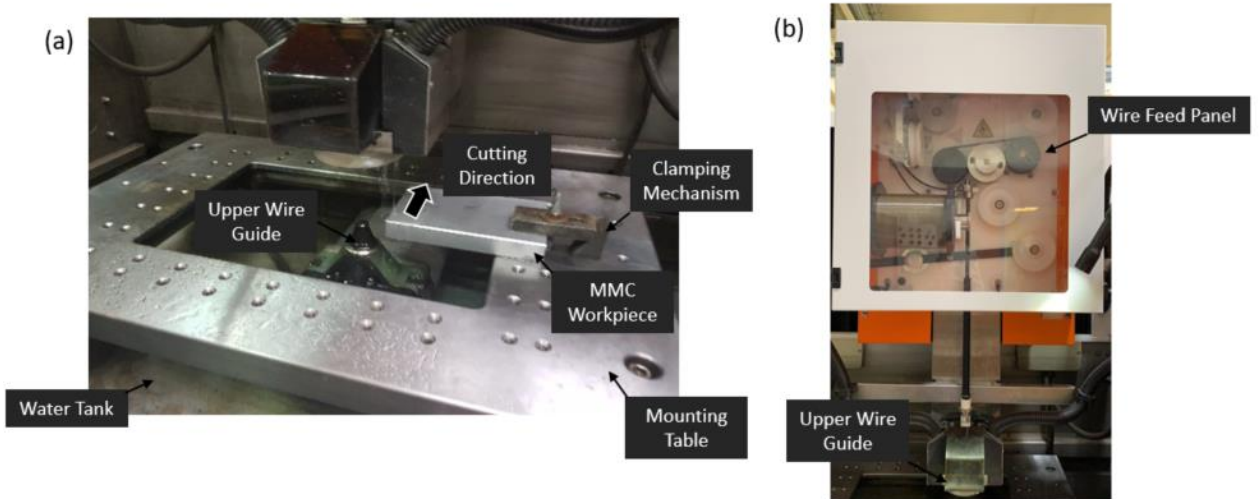 (a)
Cutting
Direction
Clamping
Mechanism
Upper Wire
Guide
MMC
Workpiece
Water Tank
Mounting
Table
(b)
Wire Feed Panel
Upper Wire
Guide